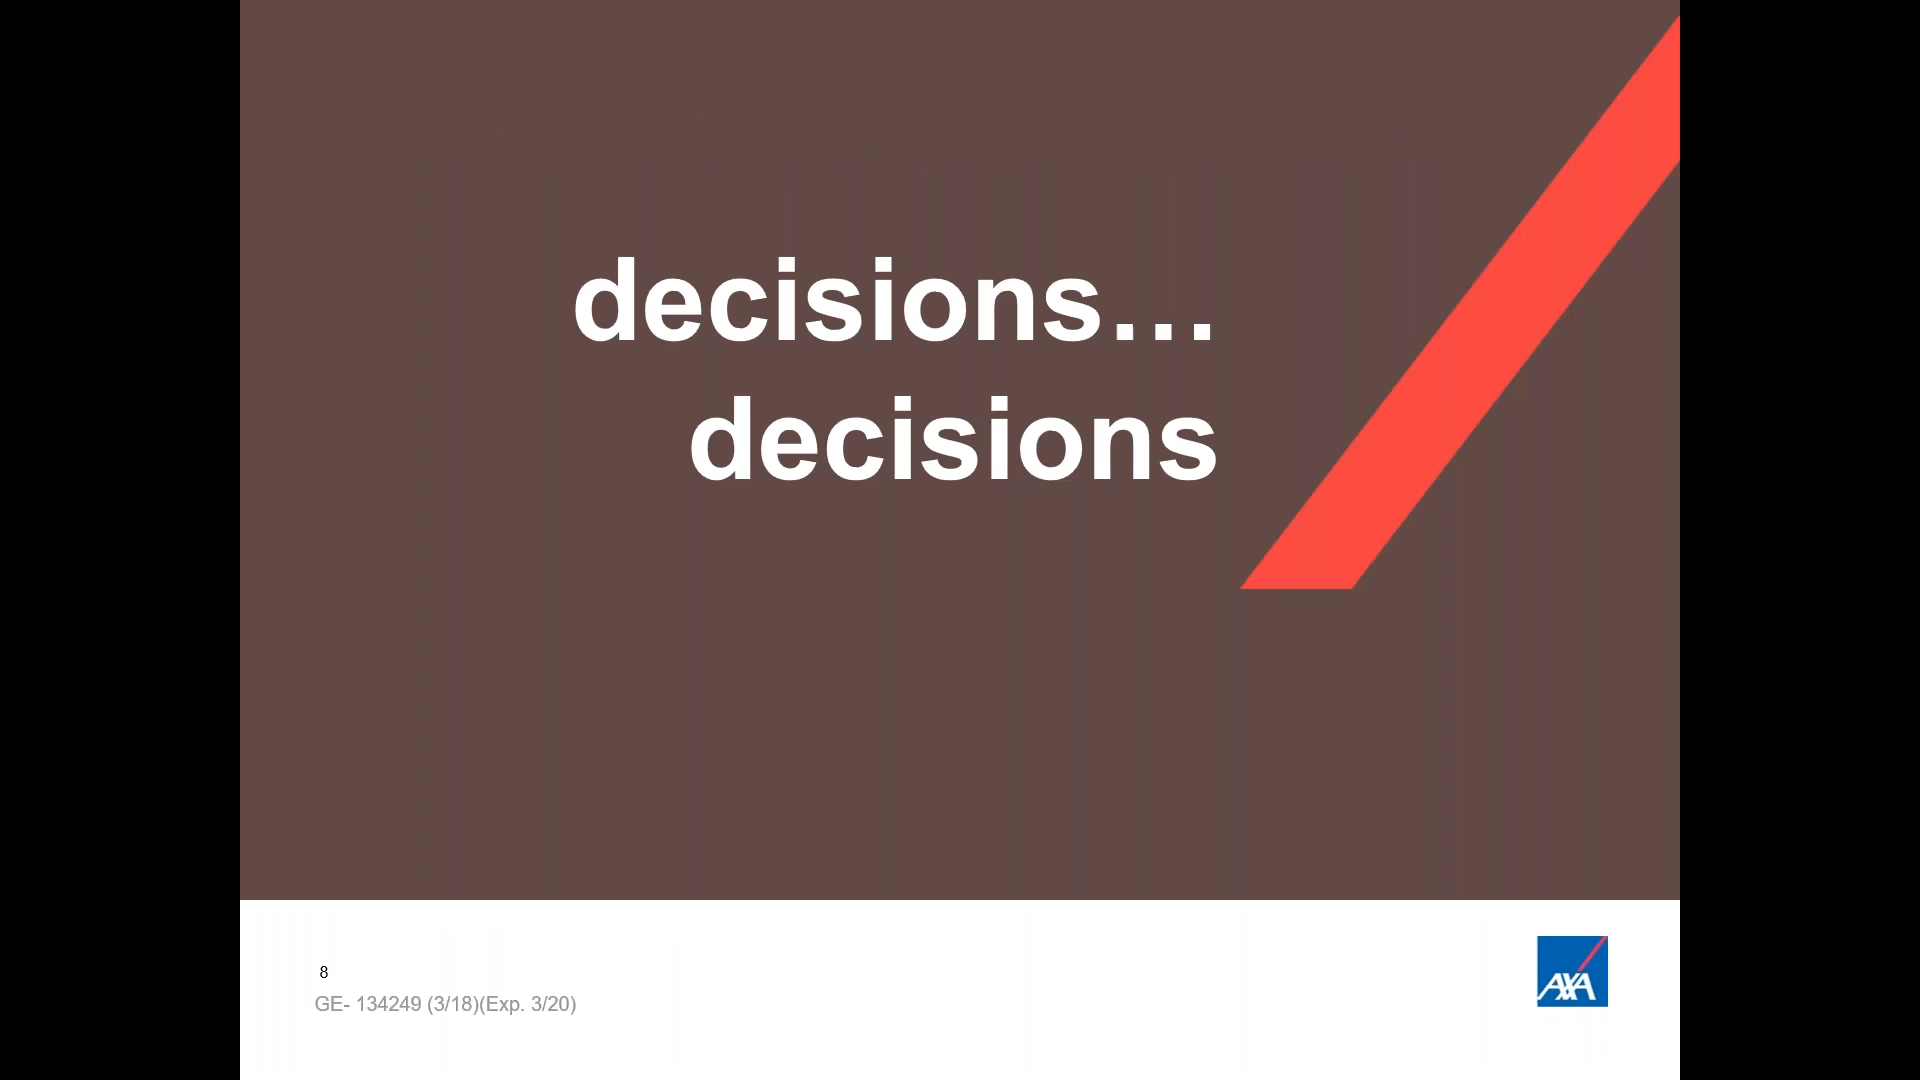 decisions…
decisions
8
GE- 134249 (3/18)(Exp. 3/20)
AXA